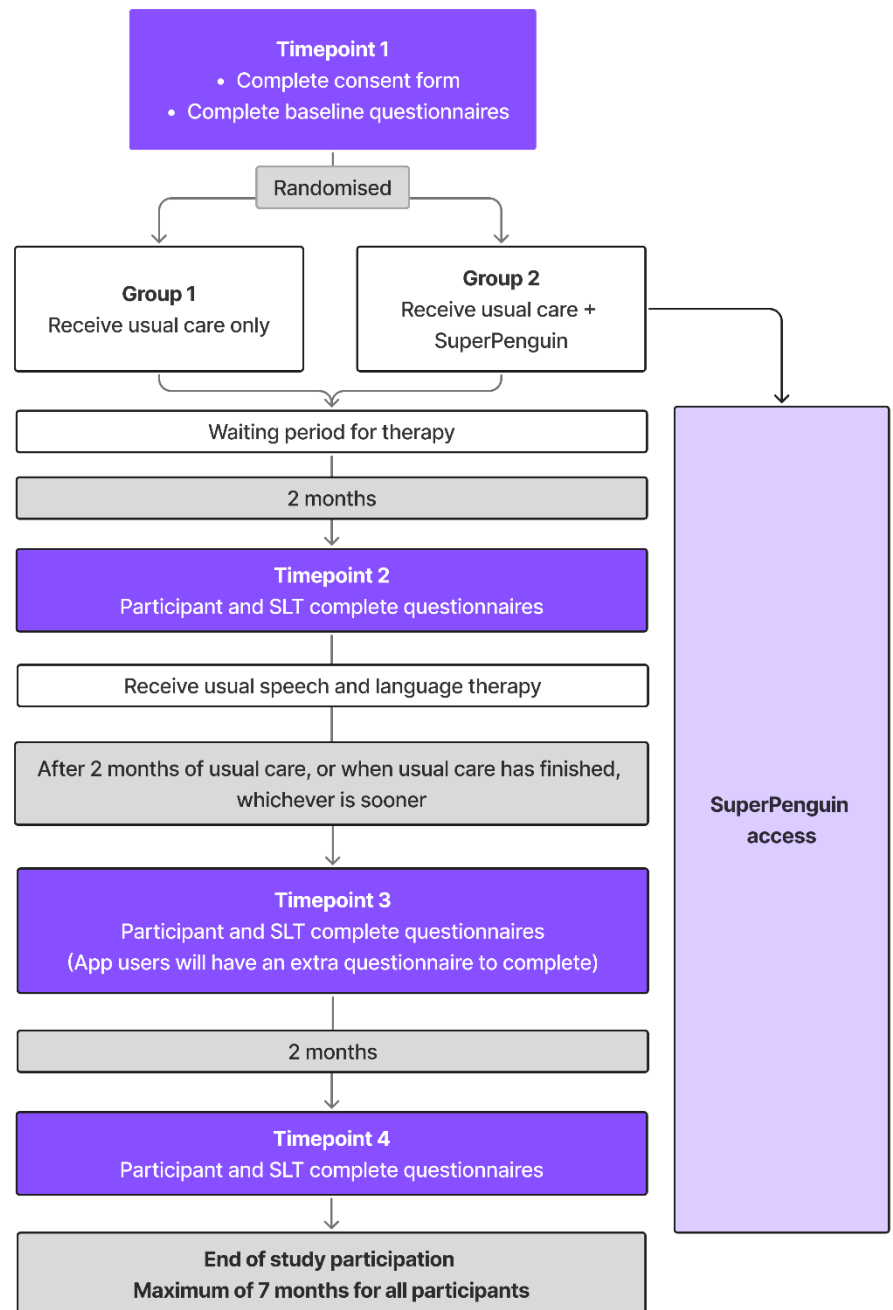 Timepoint 1
• Complete consent form
• Complete baseline questionnaires
Randomised
Group 1
Receive usual care only
Group 2
Receive usual care +
SuperPenguin
Waiting period for therapy
2 months
Timepoint 2
Participant and SLT complete questionnaires
Receive usual speech and language therapy
After 2 months of usual care, or when usual care has finished,
whichever is sooner
SuperPenguin
access
Timepoint 3
Participant and SLT complete questionnaires
(App users will have an extra questionnaire to complete)
2 months
Timepoint 4
Participant and SLT complete questionnaires
End of study participation
Maximum of 7 months for all participants